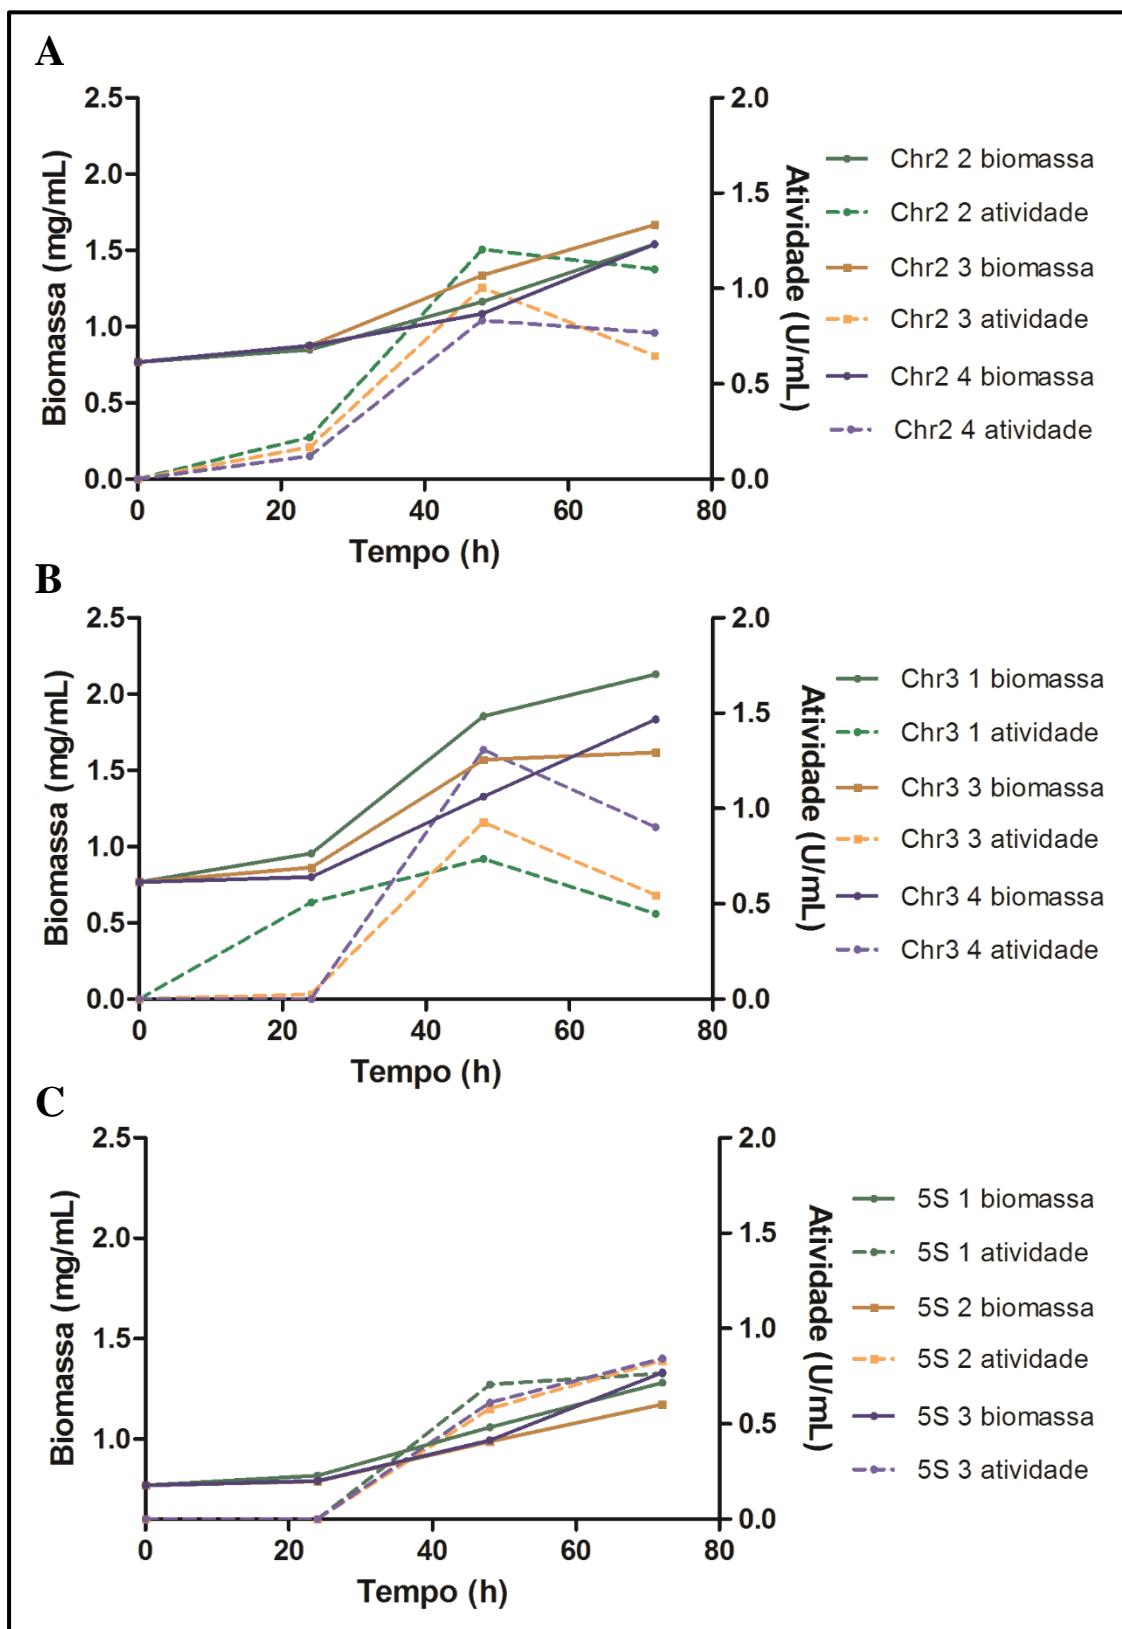 A
2.5
2.0
1.5
1.0
0.5
0.0
Biomassa (mg/mL)
0 20 40 60 80
Tempo (h)
2.0
1.5
1.0
0.5
0.0
Atividade (U/mL)
Chr2 2 biomassa
Chr2 2 atividade
Chr2 3 biomassa
Chr2 3 atividade
Chr2 4 biomassa
Chr2 4 atividade
B
2.5
2.0
1.5
1.0
0.5
0.0
Biomassa (mg/mL)
0 20 40 60 80
Tempo (h)
2.0
1.5
1.0
0.5
0.0
Atividade (U/mL)
Chr3 1 biomassa
Chr3 1 atividade
Chr3 3 biomassa
Chr3 3 atividade
Chr3 4 biomassa
Chr3 4 atividade
C
2.5
2.0
1.5
1.0
Biomassa (mg/mL)
0 20 40 60 80
Tempo (h)
2.0
1.5
1.0
0.5
0.0
Atividade (U/mL)
5S 1 biomassa
5S 1 atividade
5S 2 biomassa
5S 2 atividade
5S 3 biomassa
5S 3 atividade